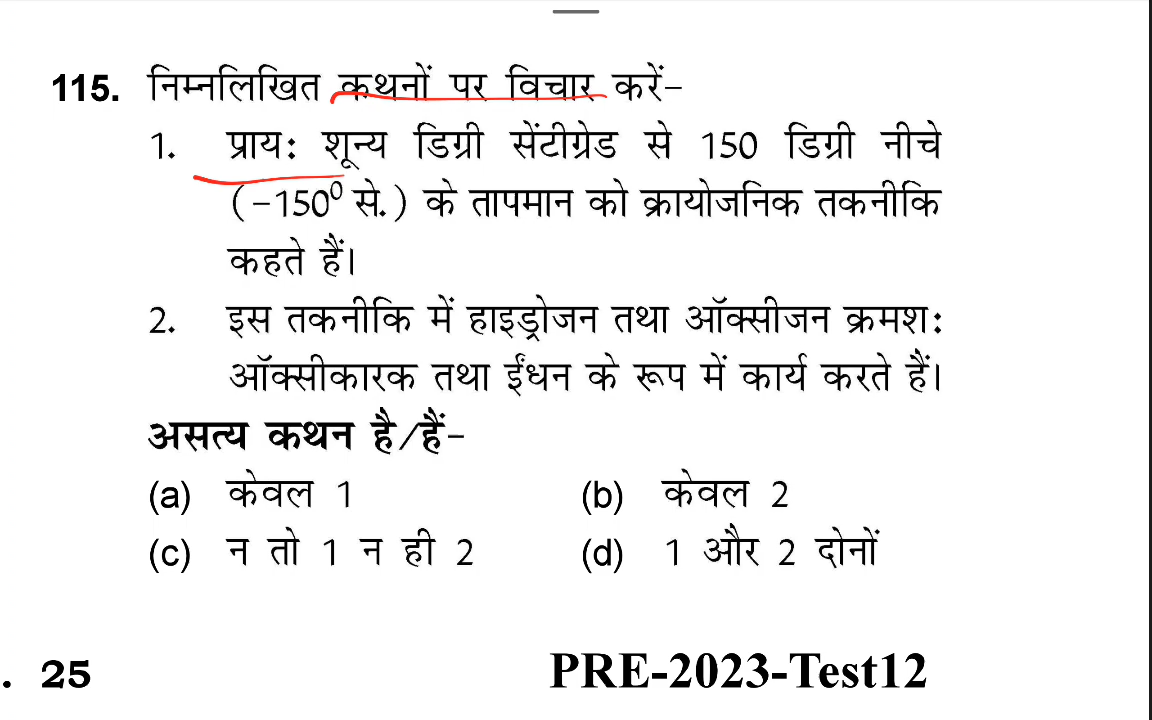 115. निम्नलिखित कथनों पर विचार करें–
1. प्राय: शून्य डिग्री सेंटीग्रेड से 150 डिग्री नीचे
(–150⁰ से.) के तापमान को क्रायोजनिक तकनीकि
कहते हैं।
2. इस तकनीकि में हाइड्रोजन तथा ऑक्सीजन क्रमश:
ऑक्सीकारक तथा ईंधन के रूप में कार्य करते हैं।
असत्य कथन है/हैं–
(a) केवल 1 (b) केवल 2
(c) न तो 1 न ही 2 (d) 1 और 2 दोनों
. 25 PRE-2023-Test12